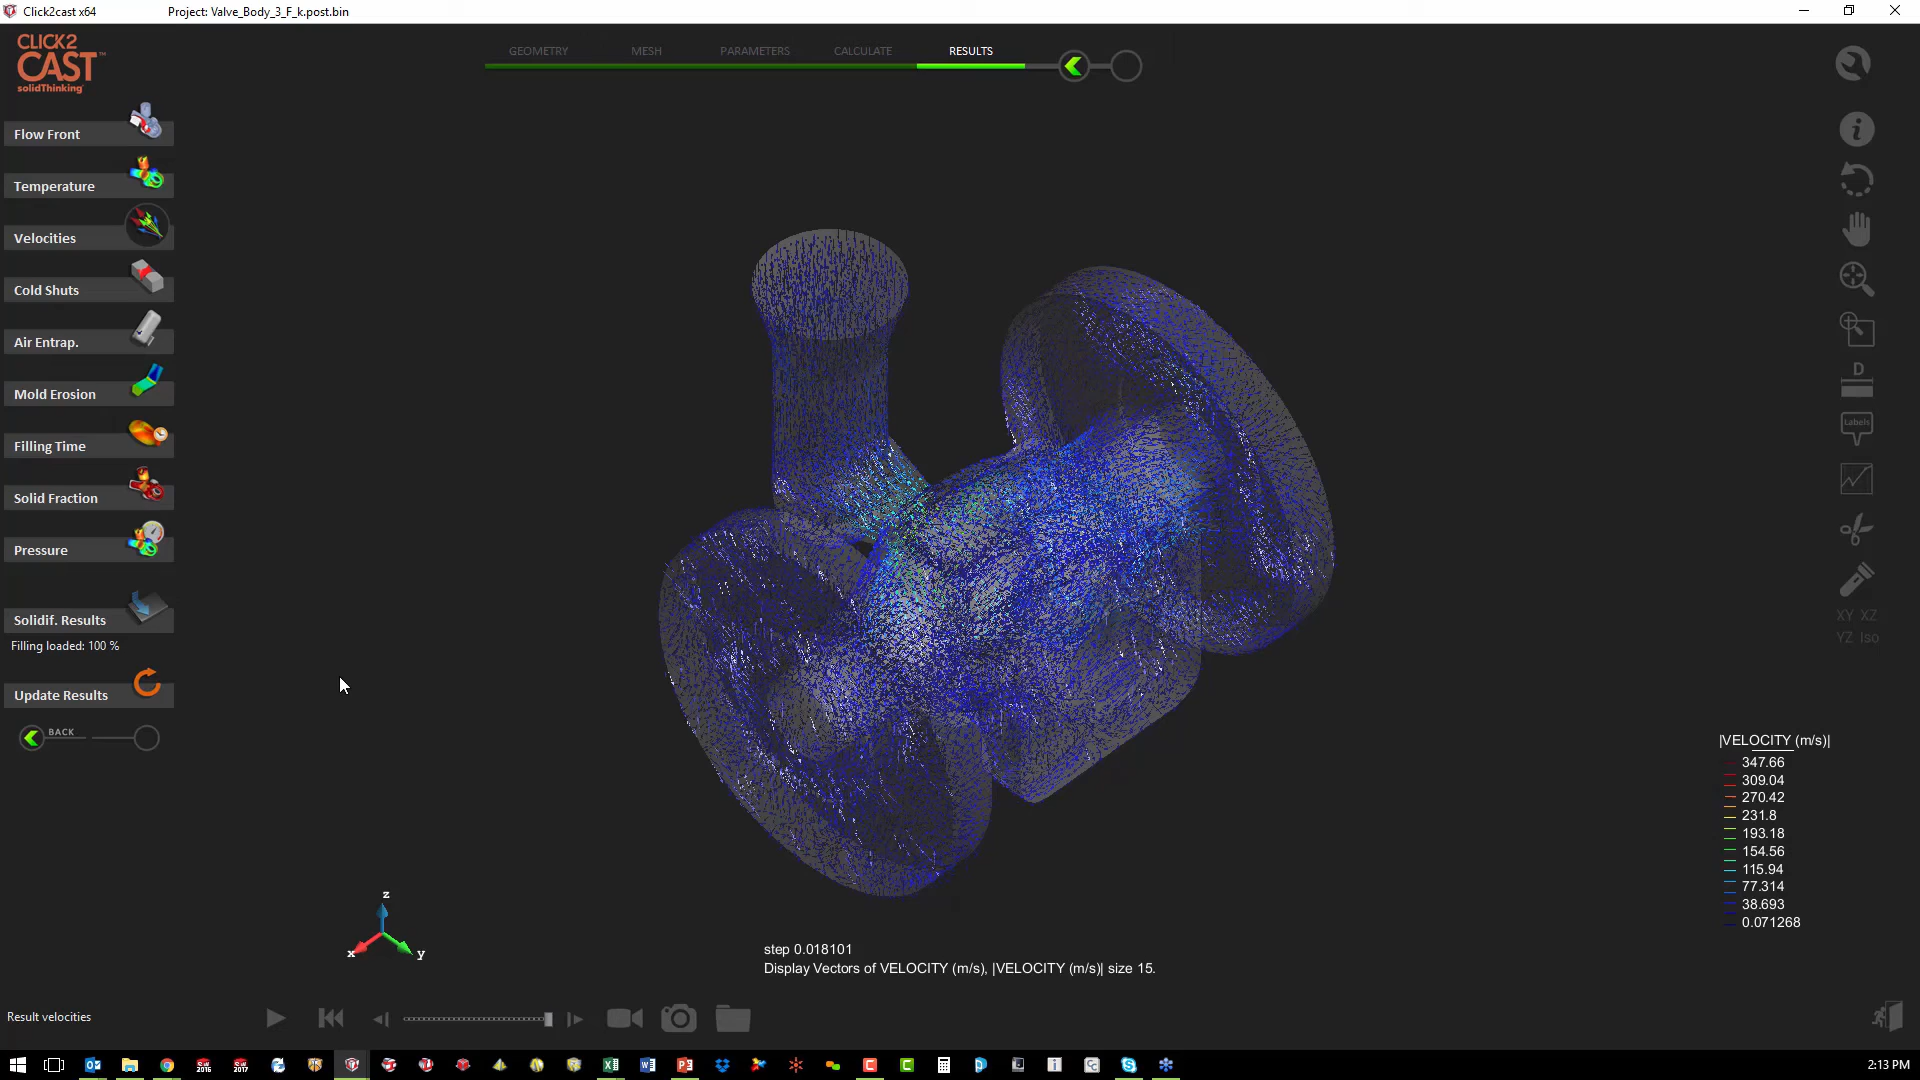 Click2cast x64
Project: Valve_Body_3_F_k.post.bin
CLICK2
CAST™
solidThinking
GEOMETRY
MESH
PARAMETERS
CALCULATE
RESULTS
Flow Front
Temperature
Velocities
Cold Shuts
Air Entrap.
Mold Erosion
Filling Time
Solid Fraction
Pressure
Solidif. Results
Filling loaded: 100 %
Update Results
BACK
D
Labels
XY XZ
YZ Iso
|VELOCITY (m/s)|
347.66
309.04
270.42
231.8
193.18
154.56
115.94
77.314
38.693
0.071268
z
x
y
step 0.018101
Display Vectors of VELOCITY (m/s), |VELOCITY (m/s)| size 15.
Result velocities
2:13 PM